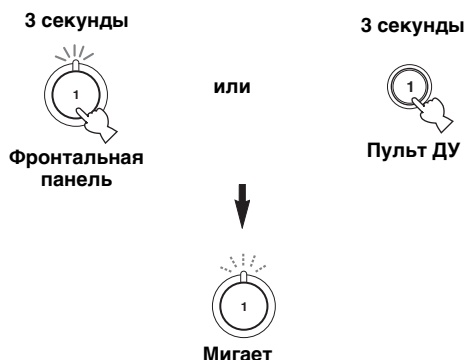 3 секунды
3 секунды
1
или
1
Фронтальная
панель
Пульт ДУ
1
Мигает